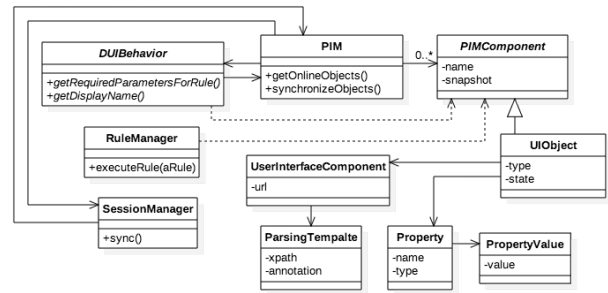 DUIBehavior
+getRequiredParametersForRule()
+getDisplayName()
PIM
+getOnlineObjects()
+synchronizeObjects()
0..*
PIMComponent
-name
-snapshot
RuleManager
+executeRule(aRule)
UserInterfaceComponent
-url
UIObject
-type
-state
SessionManager
+sync()
ParsingTempalte
-xpath
-annotation
Property
-name
-type
PropertyValue
-value